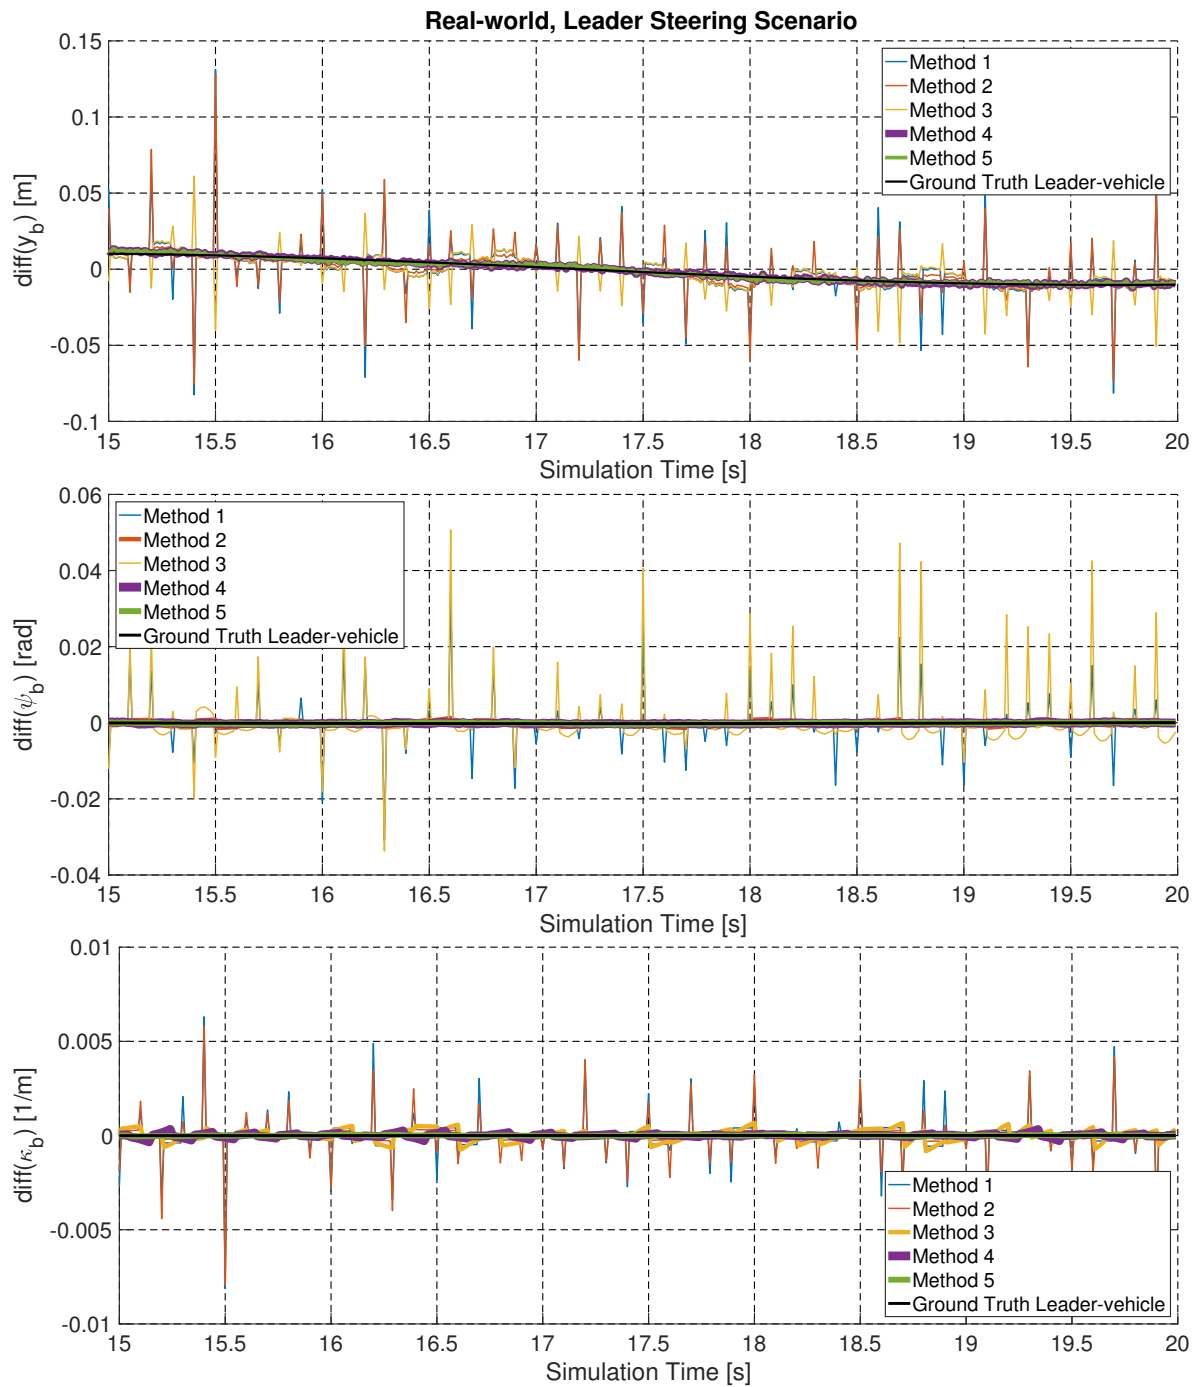 Real-world, Leader Steering Scenario
0.15
0.1
0.05
0
-0.05
-0.1
diff(y_b) [m]
Method 1
Method 2
Method 3
Method 4
Method 5
Ground Truth Leader-vehicle
15 15.5 16 16.5 17 17.5 18 18.5 19 19.5 20
Simulation Time [s]
0.06
0.04
0.02
0
-0.02
-0.04
diff(ψ_b) [rad]
Method 1
Method 2
Method 3
Method 4
Method 5
Ground Truth Leader-vehicle
15 15.5 16 16.5 17 17.5 18 18.5 19 19.5 20
Simulation Time [s]
0.01
0.005
0
-0.005
-0.01
diff(κ_b) [1/m]
Method 1
Method 2
Method 3
Method 4
Method 5
Ground Truth Leader-vehicle
15 15.5 16 16.5 17 17.5 18 18.5 19 19.5 20
Simulation Time [s]